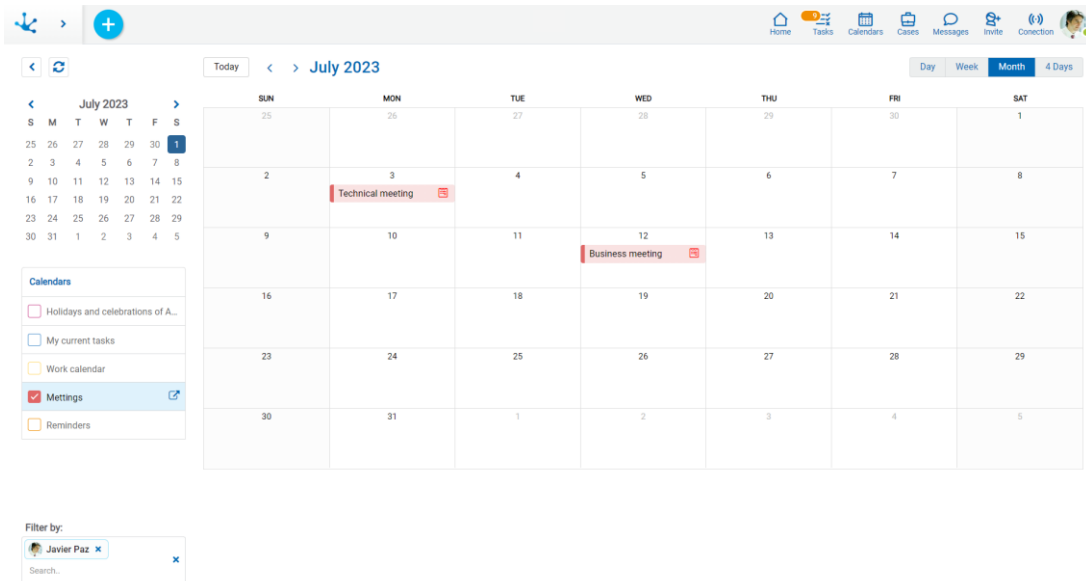 9
Home Tasks Calendars Cases Messages Invite Conection
Today July 2023 Day Week Month 4 Days
July 2023
S M T W T F S
25 26 27 28 29 30 1
2 3 4 5 6 7 8
9 10 11 12 13 14 15
16 17 18 19 20 21 22
23 24 25 26 27 28 29
30 31 1 2 3 4 5
Calendars
Holidays and celebrations of A...
My current tasks
Work calendar
Mettings
Reminders
Filter by:
Javier Paz
Search..
SUN MON TUE WED THU FRI SAT
25 26 27 28 29 30 1
2 3 4 5 6 7 8
Technical meeting
9 10 11 12 13 14 15
Business meeting
16 17 18 19 20 21 22
23 24 25 26 27 28 29
30 31 1 2 3 4 5